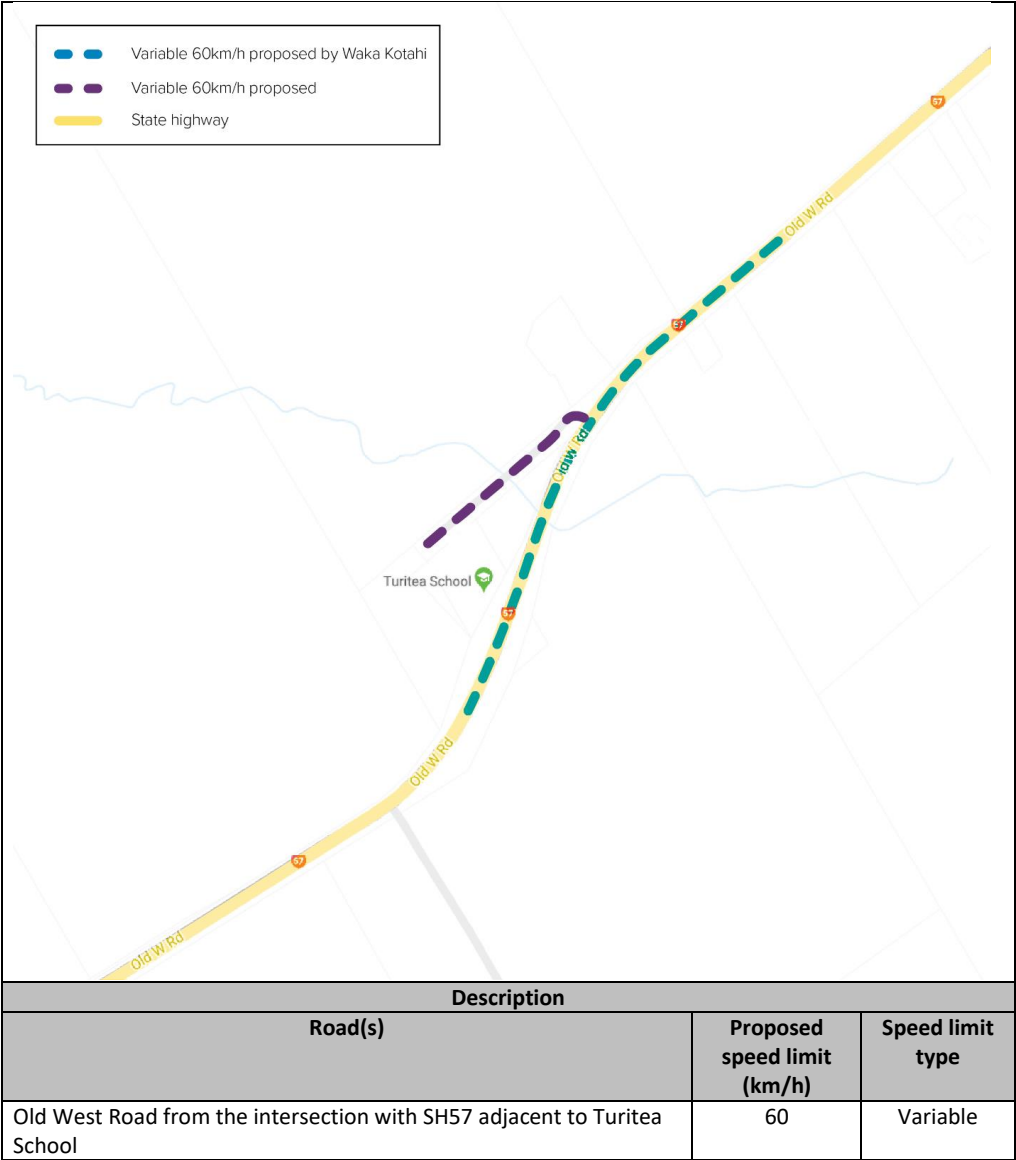 Variable 60km/h proposed by Waka Kotahi
Variable 60km/h proposed
State highway
57
Old W Rd
57
Old W Rd
Turitea School
57
Old W Rd
57
Old W Rd
Description
Road(s)
Proposed
speed limit
(km/h)
Speed limit
type
Old West Road from the intersection with SH57 adjacent to Turitea
School
60
Variable